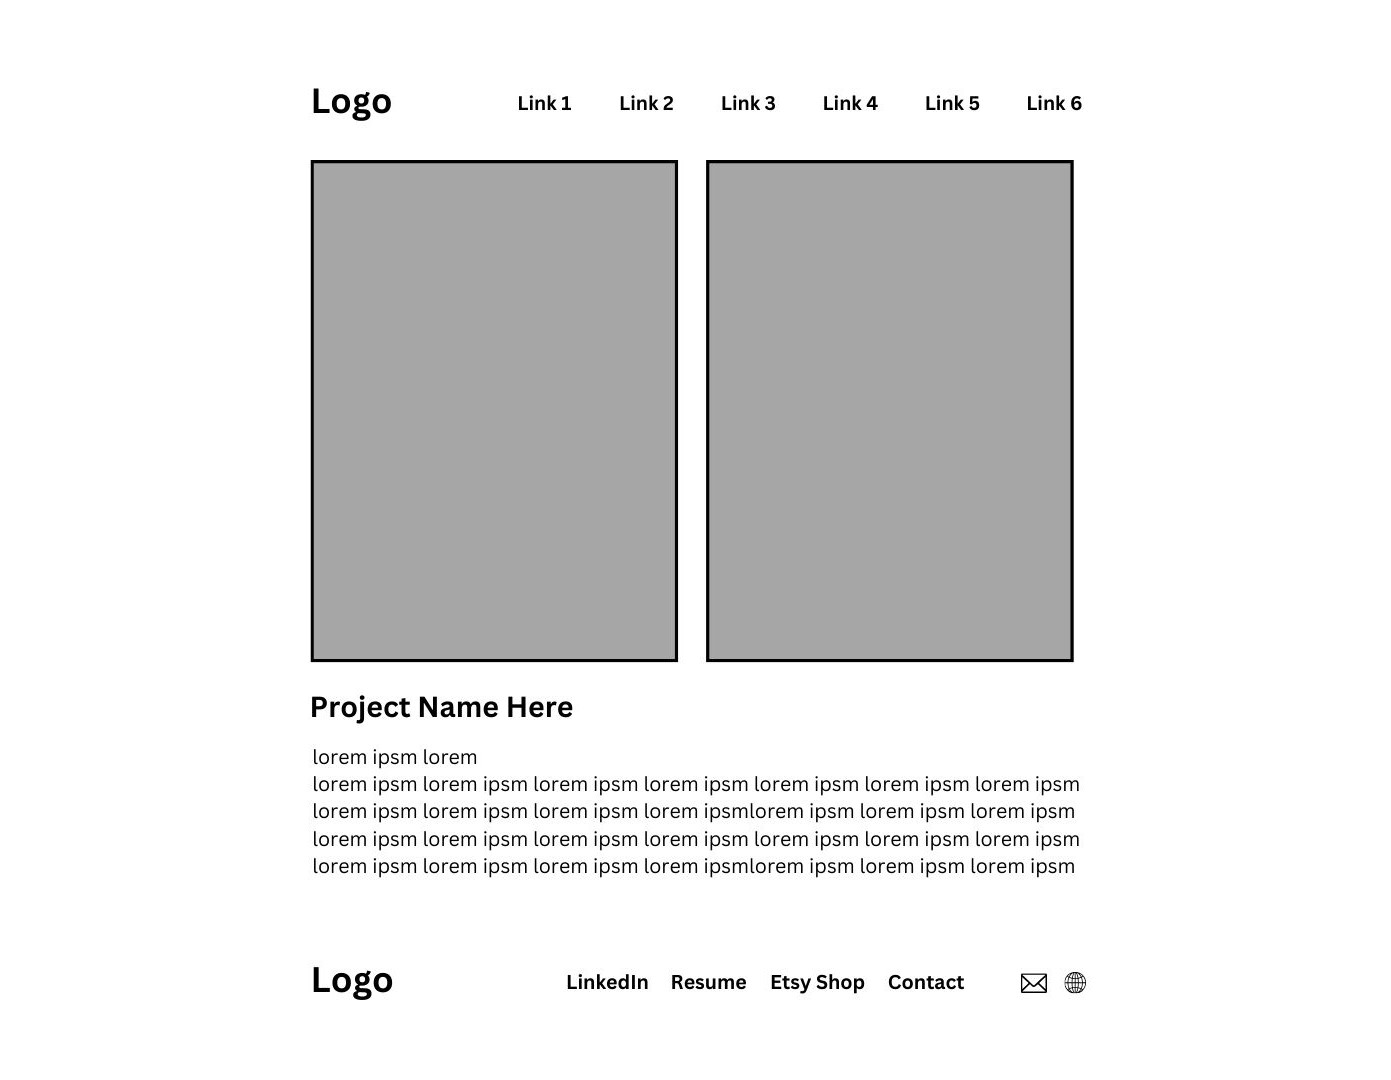 Logo Link 1 Link 2 Link 3 Link 4 Link 5 Link 6
Project Name Here
lorem ipsm lorem
lorem ipsm lorem ipsm lorem ipsm lorem ipsm lorem ipsm lorem ipsm lorem ipsm
lorem ipsm lorem ipsm lorem ipsm lorem ipsmlorem ipsm lorem ipsm lorem ipsm
lorem ipsm lorem ipsm lorem ipsm lorem ipsm lorem ipsm lorem ipsm lorem ipsm
lorem ipsm lorem ipsm lorem ipsm lorem ipsmlorem ipsm lorem ipsm lorem ipsm
Logo LinkedIn Resume Etsy Shop Contact